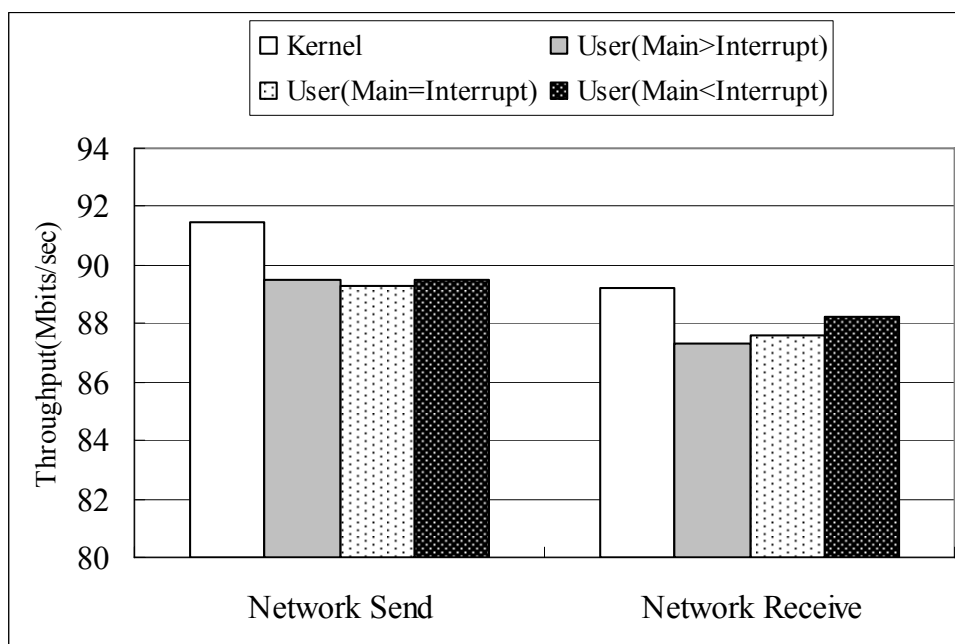 Kernel
User(Main>Interrupt)
User(Main=Interrupt)
User(Main<Interrupt)
Throughput(Mbits/sec)
94
92
90
88
86
84
82
80
Network Send
Network Receive